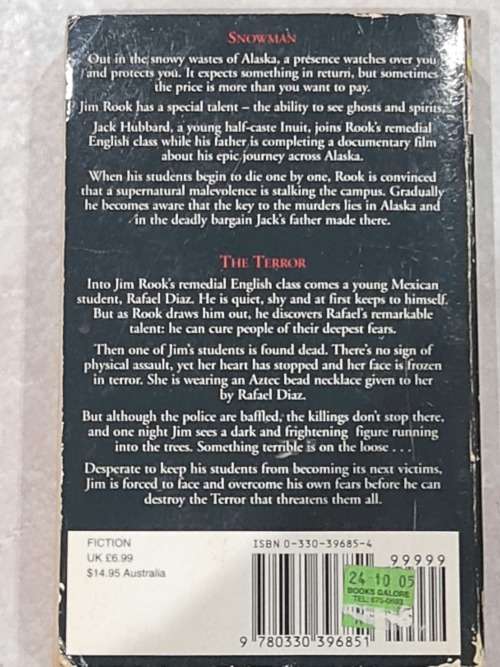 SNOWMAN
Out in the snowy wastes of Alaska, a presence watches over you
and protects you. It expects something in return, but sometimes
the price is more than you want to pay.
Jim Rook has a special talent – the ability to see ghosts and spirits.
Jack Hubbard, a young half-caste Inuit, joins Rook's remedial
English class while his father is completing a documentary film
about his epic journey across Alaska.
When his students begin to die one by one, Rook is convinced
that a supernatural malevolence is stalking the campus. Gradually
he becomes aware that the key to the murders lies in Alaska and
in the deadly bargain Jack's father made there.
THE TERROR
Into Jim Rook's remedial English class comes a young Mexican
student, Rafael Diaz. He is quiet, shy and at first keeps to himself.
But as Rook draws him out, he discovers Rafael's remarkable
talent: he can cure people of their deepest fears.
Then one of Jim's students is found dead. There's no sign of
physical assault, yet her heart has stopped and her face is frozen
in terror. She is wearing an Aztec bead necklace given to her
by Rafael Diaz.
But although the police are baffled, the killings don't stop there,
and one night Jim sees a dark and frightening figure running
into the trees. Something terrible is on the loose . . .
Desperate to keep his students from becoming its next victims,
Jim is forced to face and overcome his own fears before he can
destroy the Terror that threatens them all.
FICTION
UK £6.99
$14.95 Australia
ISBN 0-330-39685-4
99999
24 10 05
BOOKS GALORE
TEL:
9 780330 396851